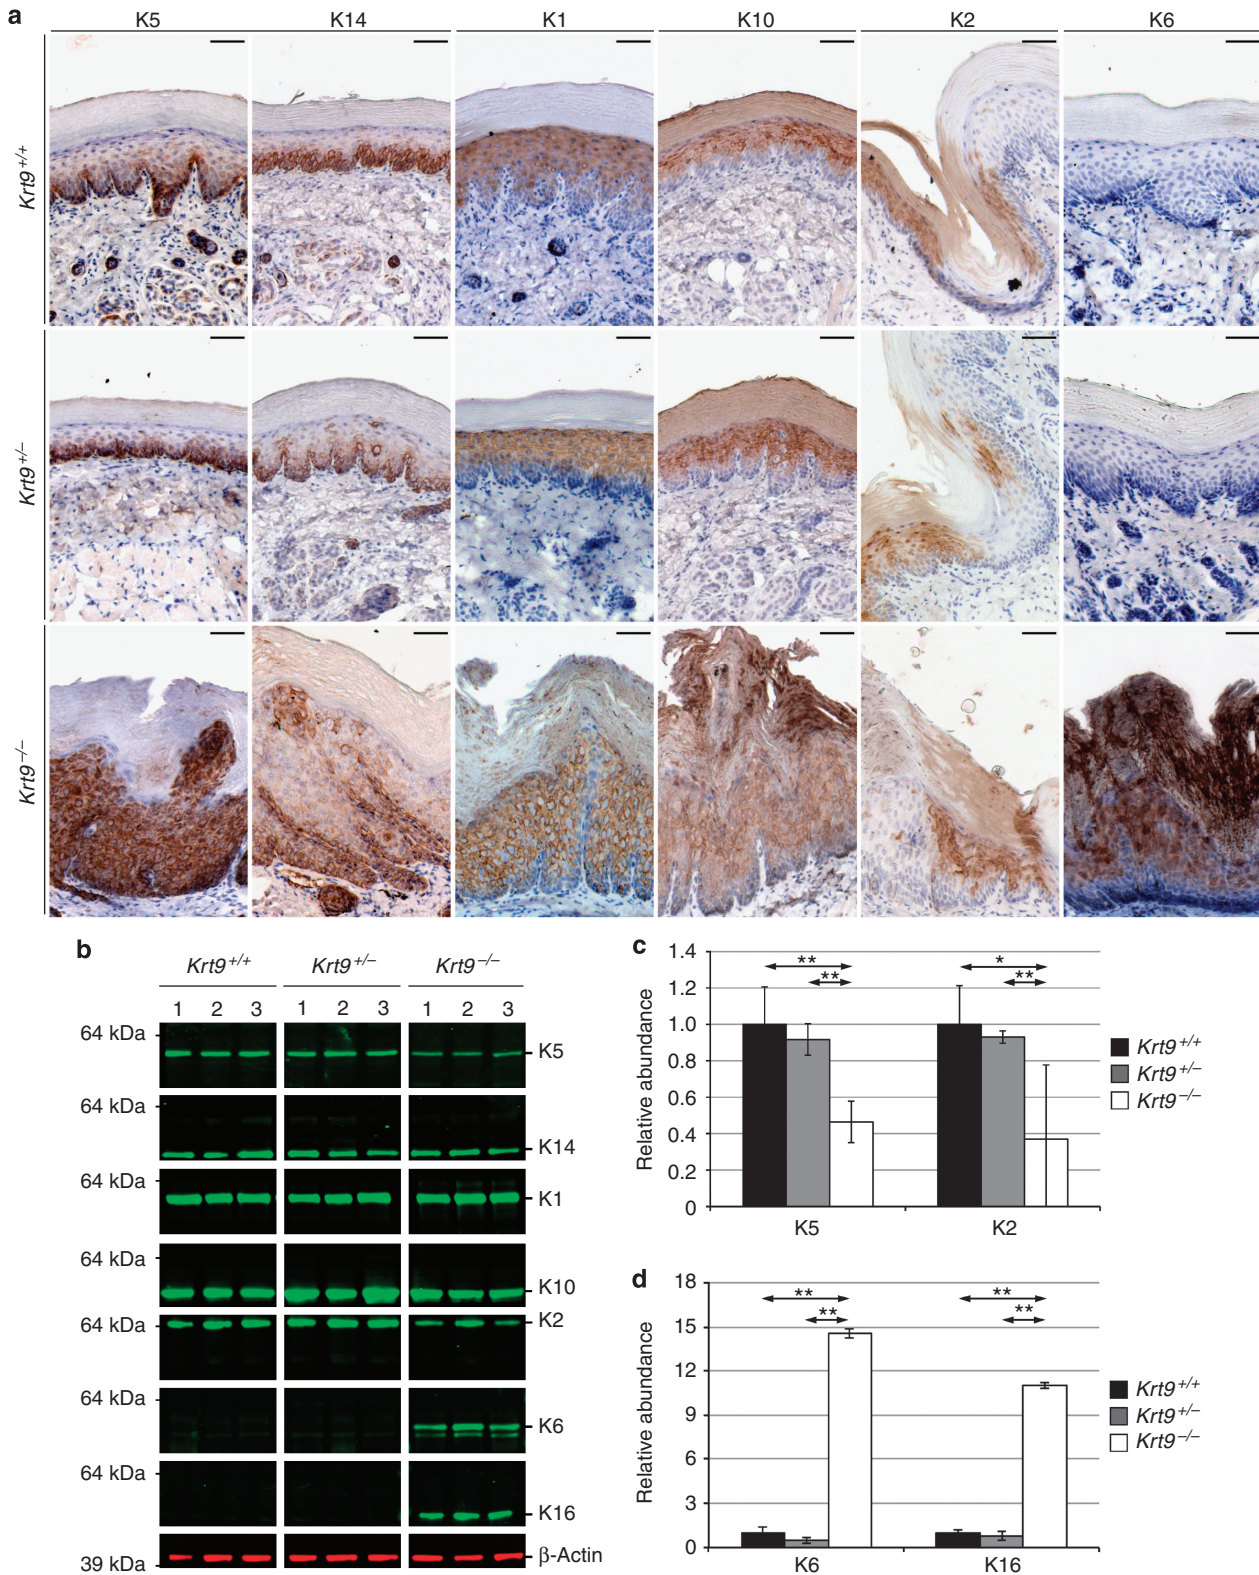 a
K5 K14 K1 K10 K2 K6
Krt9+/+
Krt9+/–
Krt9–/–
b
Krt9+/+ Krt9+/– Krt9–/–
1 2 3 1 2 3 1 2 3
64 kDa K5
64 kDa K14
64 kDa K1
64 kDa K10
64 kDa K2
64 kDa K6
64 kDa K16
39 kDa β-Actin
c
Relative abundance
1.4
1.2
1.0
0.8
0.6
0.4
0.2
0
** *
** **
K5 K2
Krt9+/+
Krt9+/–
Krt9–/–
d
Relative abundance
18
15
12
9
6
3
0
** **
** **
K6 K16
Krt9+/+
Krt9+/–
Krt9–/–